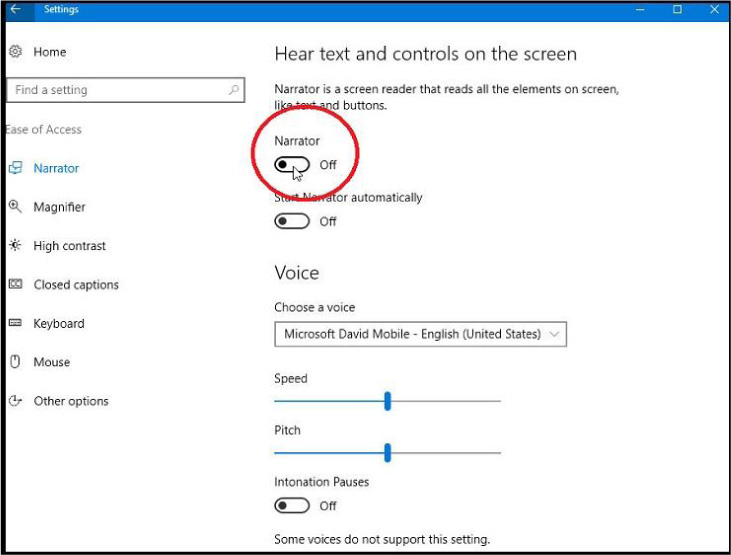 Settings
Home
Find a setting
Ease of Access
Narrator
Magnifier
High contrast
Closed captions
Keyboard
Mouse
Other options
Hear text and controls on the screen
Narrator is a screen reader that reads all the elements on screen,
like text and buttons.
Narrator
Off
Start Narrator automatically
Off
Voice
Choose a voice
Microsoft David Mobile - English (United States)
Speed
Pitch
Intonation Pauses
Off
Some voices do not support this setting.